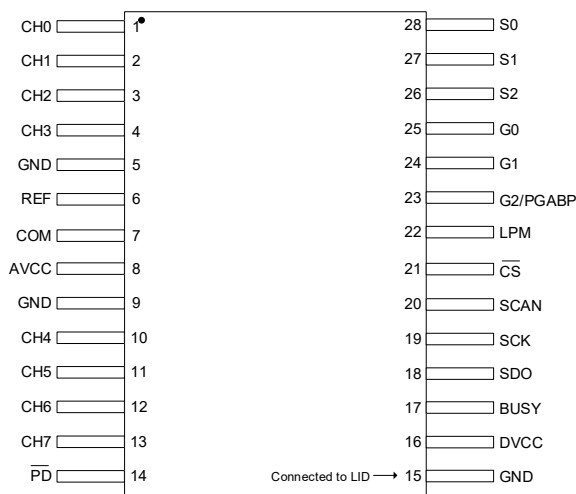 CH0 1 28 S0
CH1 2 27 S1
CH2 3 26 S2
CH3 4 25 G0
GND 5 24 G1
REF 6 23 G2/PGABP
COM 7 22 LPM
AVCC 8 21 C̅S̅
GND 9 20 SCAN
CH4 10 19 SCK
CH5 11 18 SDO
CH6 12 17 BUSY
CH7 13 16 DVCC
P̅D̅ 14 Connected to LID → 15 GND